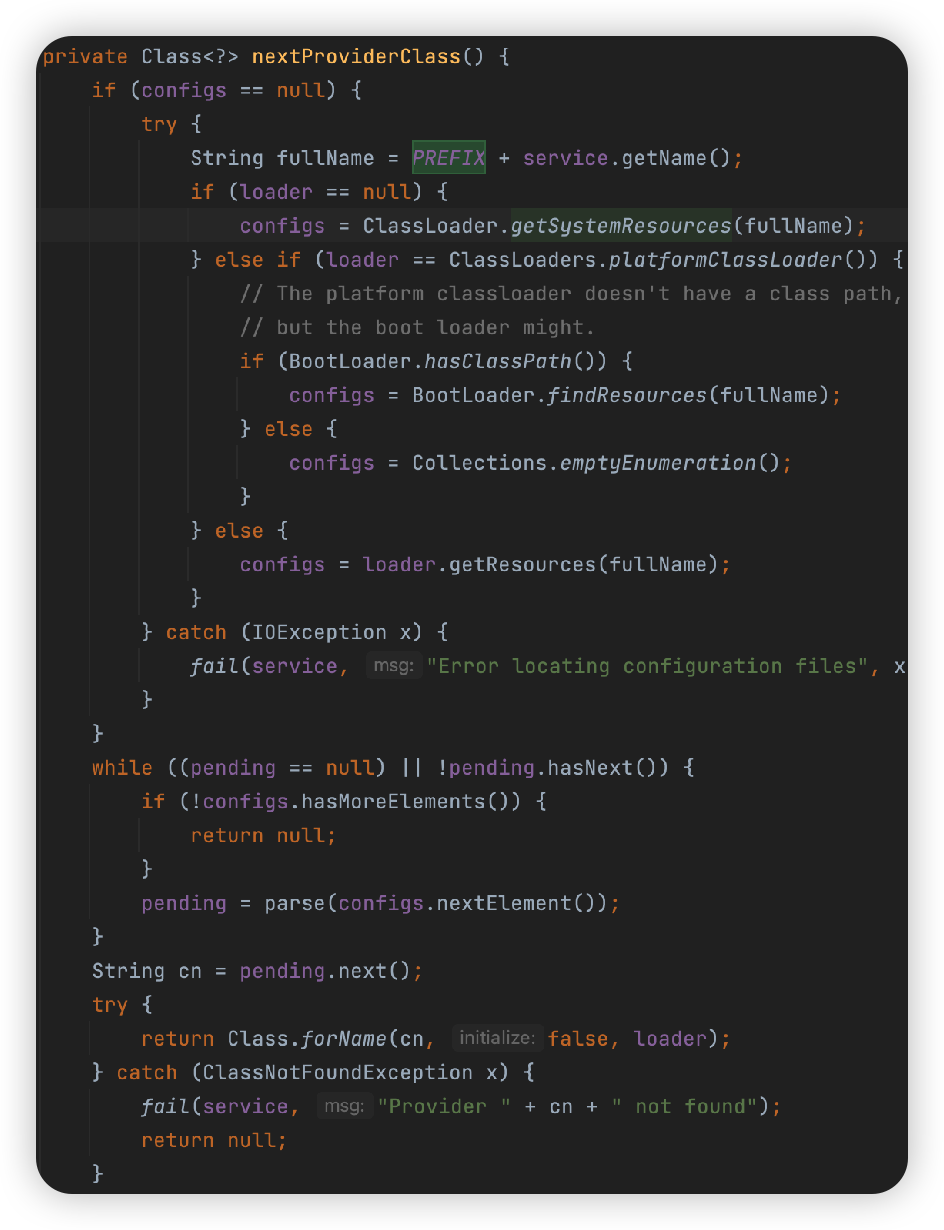 private Class<?> nextProviderClass() {
    if (configs == null) {
        try {
            String fullName = PREFIX + service.getName();
            if (loader == null) {
                configs = ClassLoader.getSystemResources(fullName);
            } else if (loader == ClassLoaders.platformClassLoader()) {
                // The platform classloader doesn't have a class path,
                // but the boot loader might.
                if (BootLoader.hasClassPath()) {
                    configs = BootLoader.findResources(fullName);
                } else {
                    configs = Collections.emptyEnumeration();
                }
            } else {
                configs = loader.getResources(fullName);
            }
        } catch (IOException x) {
            fail(service, msg: "Error locating configuration files", x
        }
    }
    while ((pending == null) || !pending.hasNext()) {
        if (!configs.hasMoreElements()) {
            return null;
        }
        pending = parse(configs.nextElement());
    }
    String cn = pending.next();
    try {
        return Class.forName(cn, initialize: false, loader);
    } catch (ClassNotFoundException x) {
        fail(service, msg: "Provider " + cn + " not found");
        return null;
    }